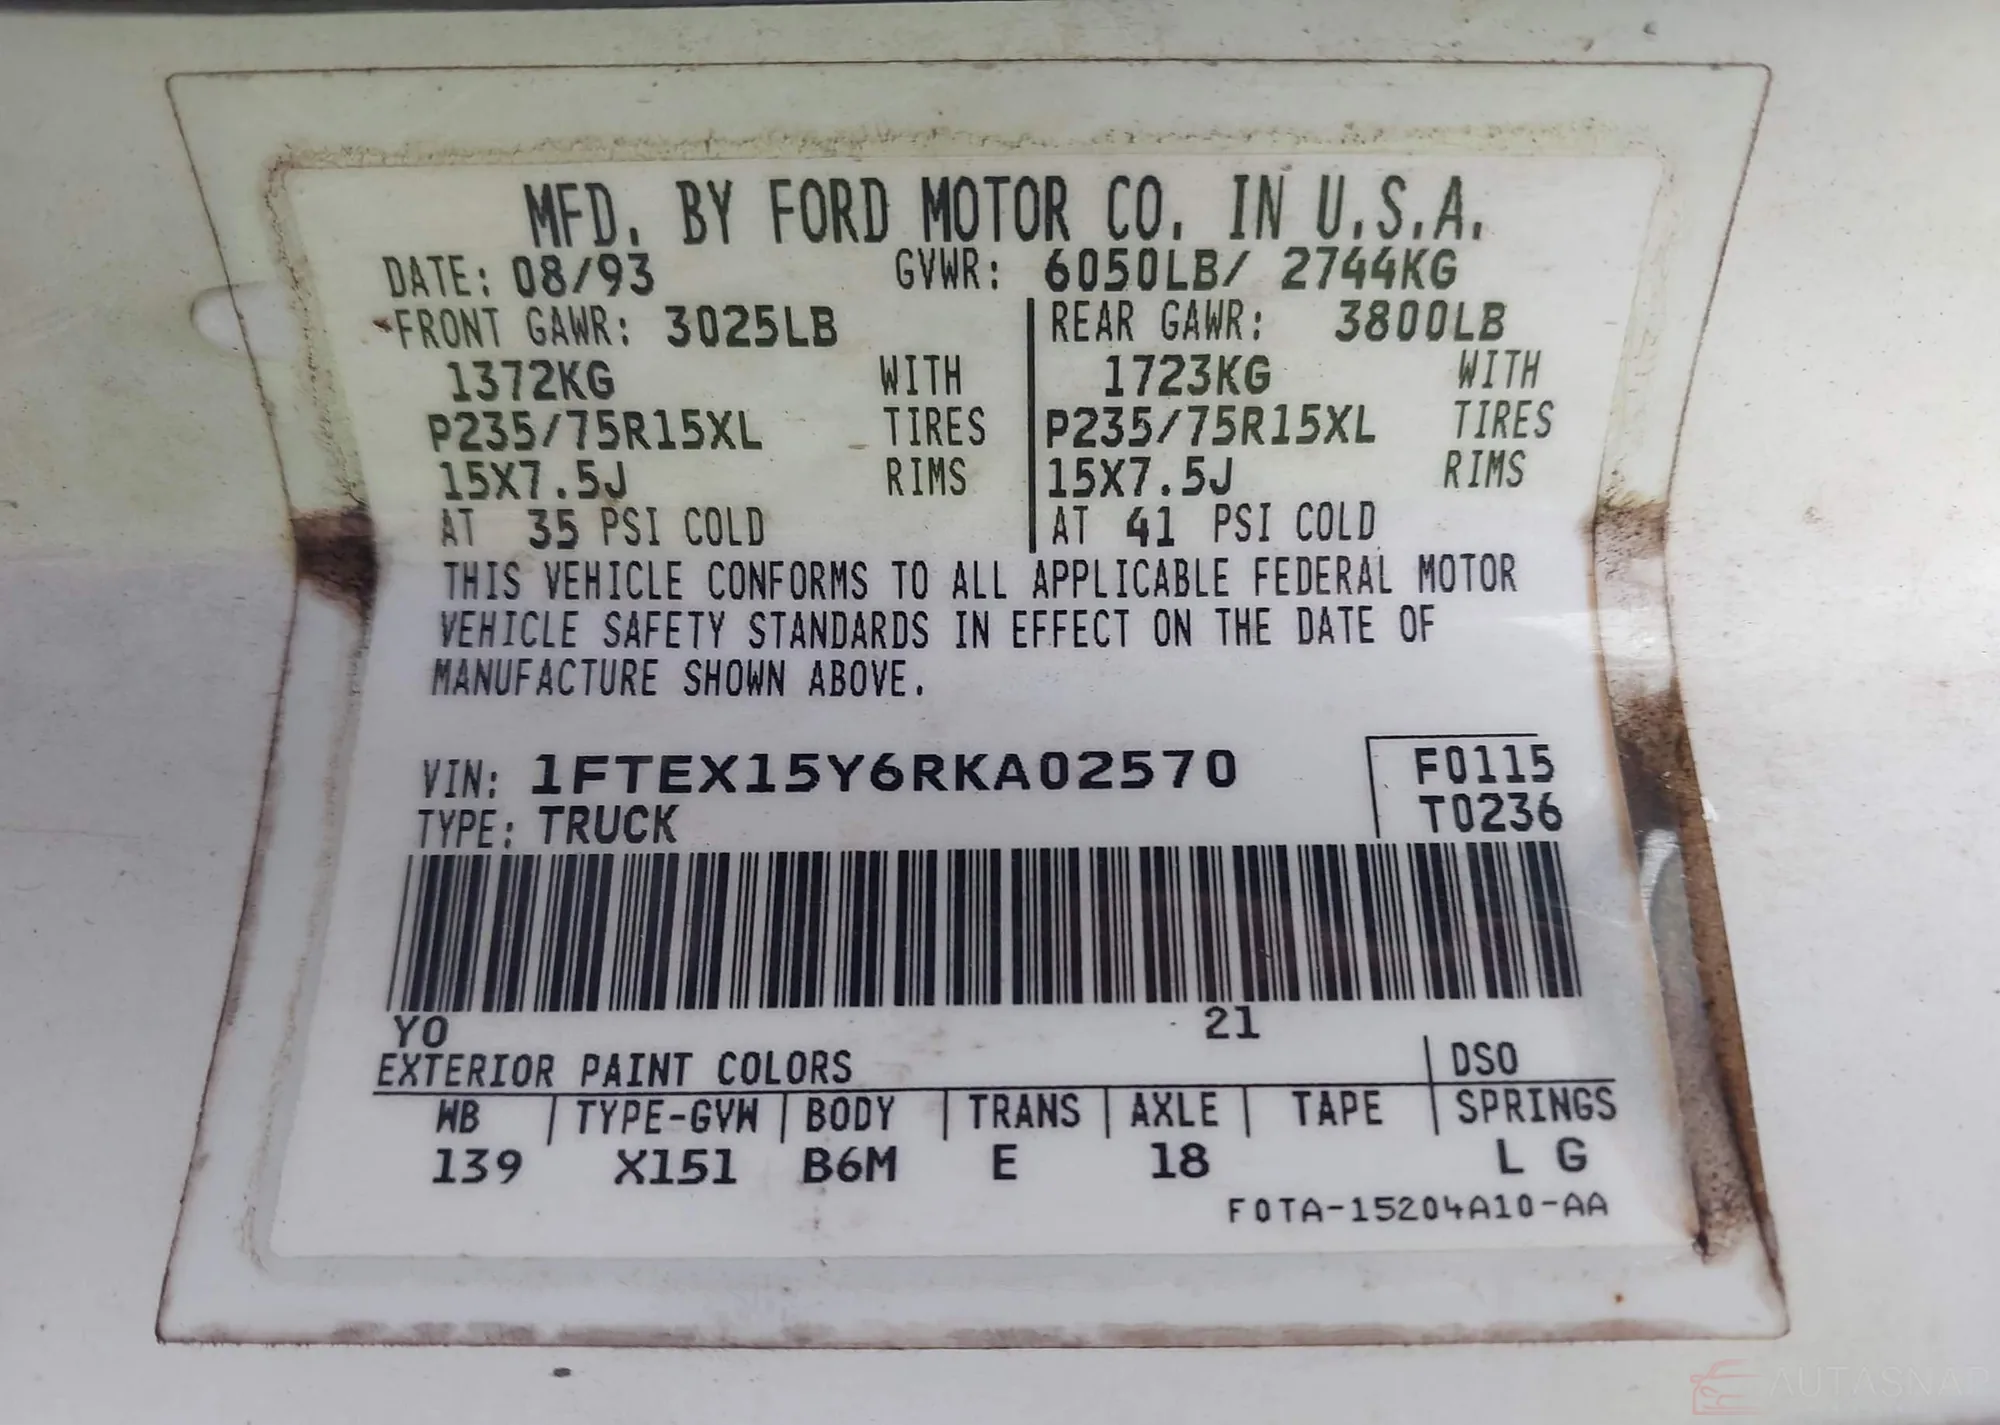 MFD. BY FORD MOTOR CO. IN U.S.A.
DATE: 08/93 GVWR: 6050LB/ 2744KG
FRONT GAWR: 3025LB REAR GAWR: 3800LB
1372KG WITH 1723KG WITH
P235/75R15XL TIRES P235/75R15XL TIRES
15X7.5J RIMS 15X7.5J RIMS
AT 35 PSI COLD AT 41 PSI COLD
THIS VEHICLE CONFORMS TO ALL APPLICABLE FEDERAL MOTOR
VEHICLE SAFETY STANDARDS IN EFFECT ON THE DATE OF
MANUFACTURE SHOWN ABOVE.
VIN: 1FTEX15Y6RKA02570 F0115
TYPE: TRUCK T0236
YO 21
EXTERIOR PAINT COLORS DSO
WB TYPE-GVW BODY TRANS AXLE TAPE SPRINGS
139 X151 B6M E 18 L G
F0TA-15204A10-AA
AUTASNAP